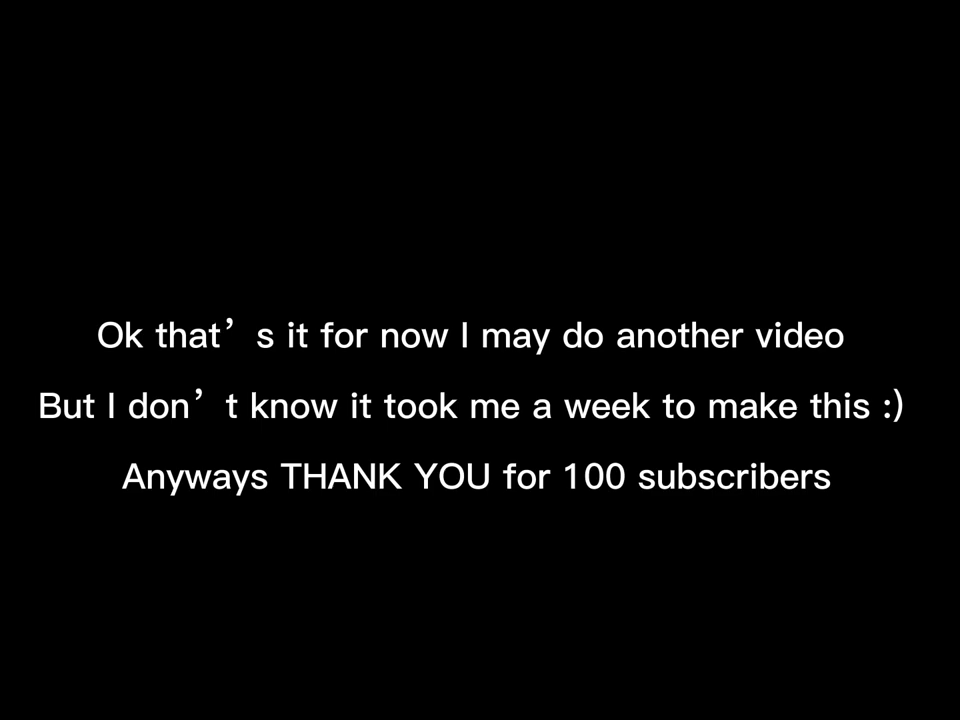 Ok that’s it for now I may do another video
But I don’t know it took me a week to make this :)
Anyways THANK YOU for 100 subscribers